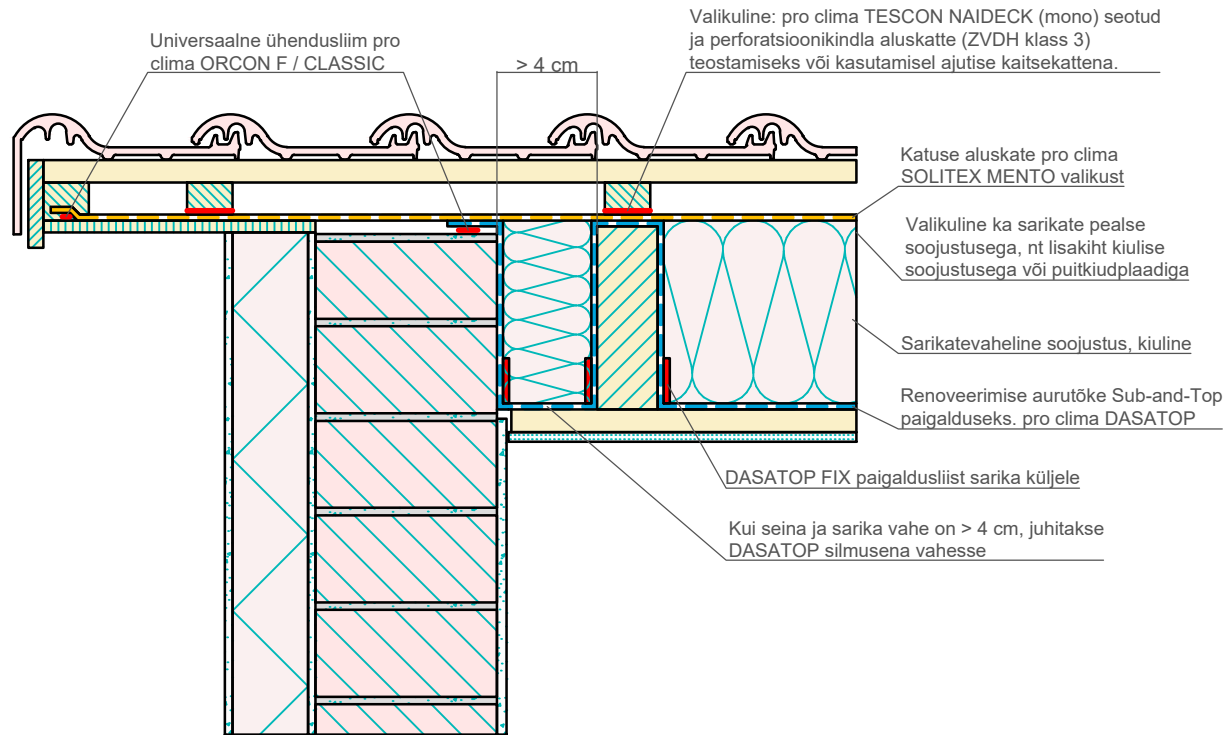 Universaalne ühendusliim pro
clima ORCON F / CLASSIC
> 4 cm
Valikuline: pro clima TESCON NAIDECK (mono) seotud
ja perforatsioonikindla aluskatte (ZVDH klass 3)
teostamiseks või kasutamisel ajutise kaitsekattena.
Katuse aluskate pro clima
SOLITEX MENTO valikust
Valikuline ka sarikate pealse
soojustusega, nt lisakiht kiulise
soojustusega või puitkiudplaadiga
Sarikatevaheline soojustus, kiuline
Renoveerimise aurutõke Sub-and-Top
paigalduseks. pro clima DASATOP
DASATOP FIX paigaldusliist sarika küljele
Kui seina ja sarika vahe on > 4 cm, juhitakse
DASATOP silmusena vahesse